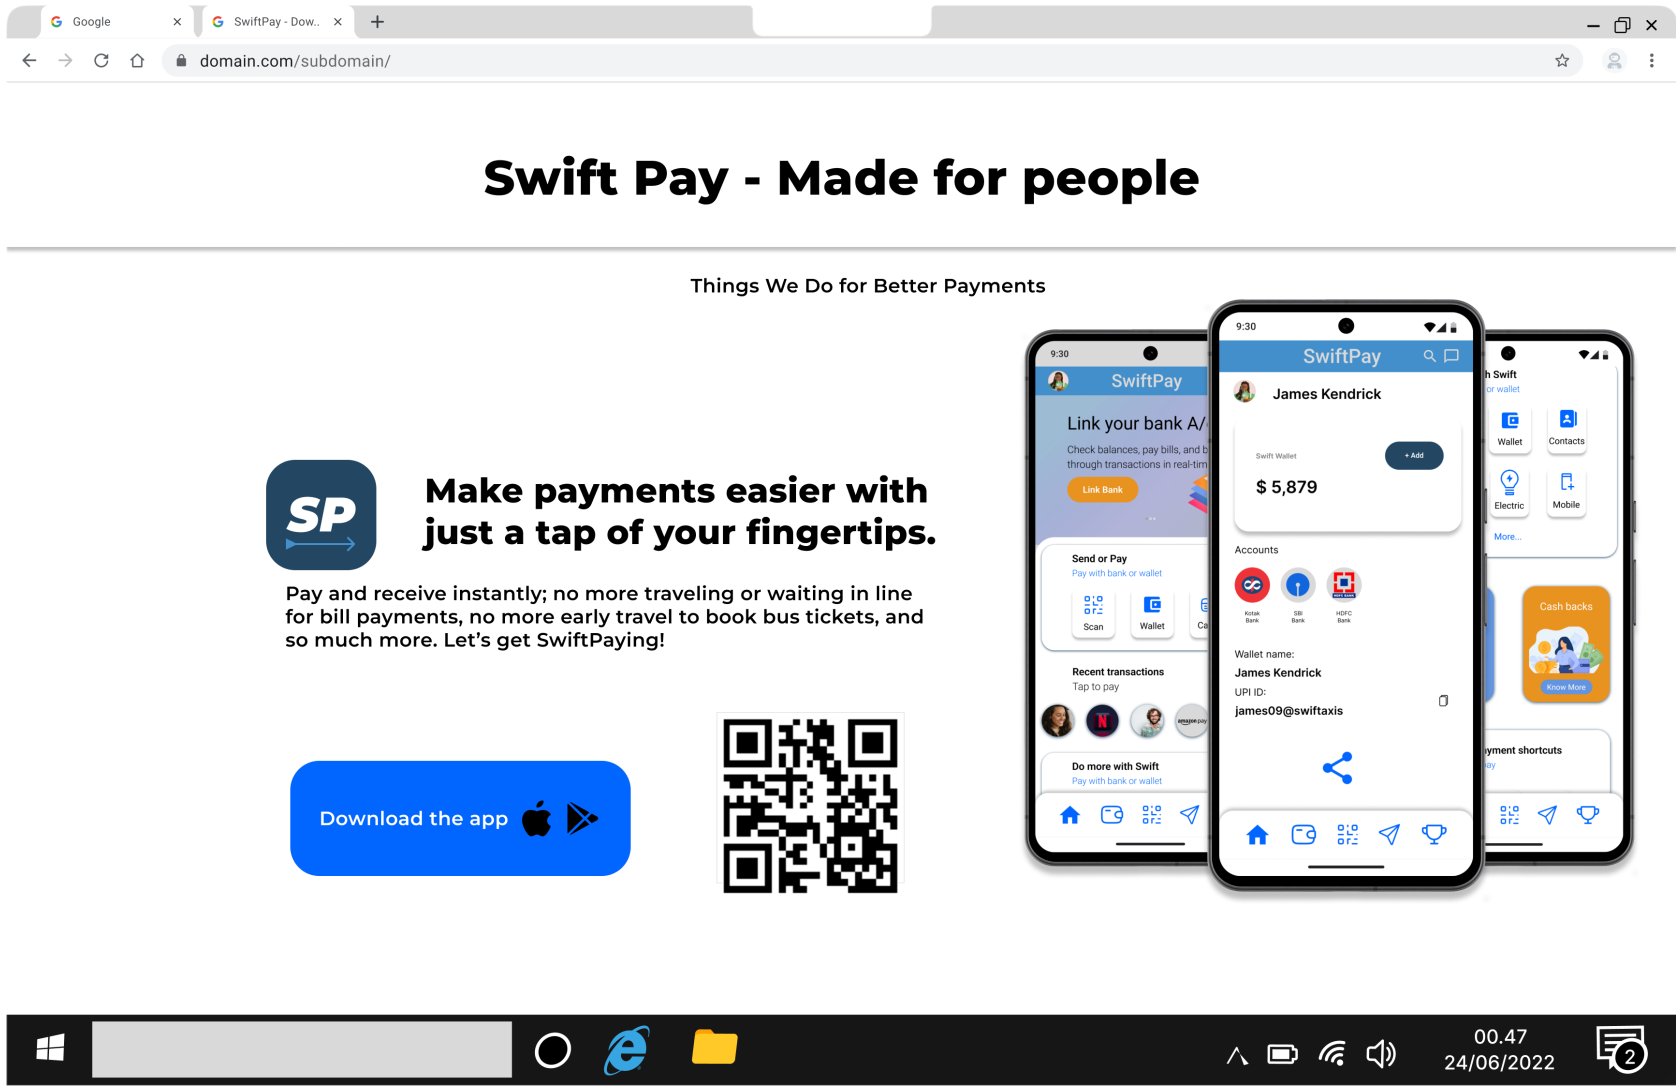 Google
SwiftPay - Dow..
domain.com/subdomain/
Swift Pay - Made for people
Things We Do for Better Payments
SP
Make payments easier with
just a tap of your fingertips.
Pay and receive instantly; no more traveling or waiting in line
for bill payments, no more early travel to book bus tickets, and
so much more. Let's get SwiftPaying!
Download the app
9:30
SwiftPay
Link your bank A/
Check balances, pay bills, and b
through transactions in real-tim
Link Bank
Send or Pay
Pay with bank or wallet
Scan
Wallet
Ca
Recent transactions
Tap to pay
N
amazon pay
Do more with Swift
Pay with bank or wallet
9:30
SwiftPay
James Kendrick
Swift Wallet
+ Add
$ 5,879
Accounts
Kotak
Bank
SBI
Bank
HDFC BANK
HDFC
Bank
Wallet name:
James Kendrick
UPI ID:
james09@swiftaxis
h Swift
or wallet
Wallet
Contacts
Electric
Mobile
More...
Cash backs
Know More
yment shortcuts
ay
00.47
24/06/2022
2